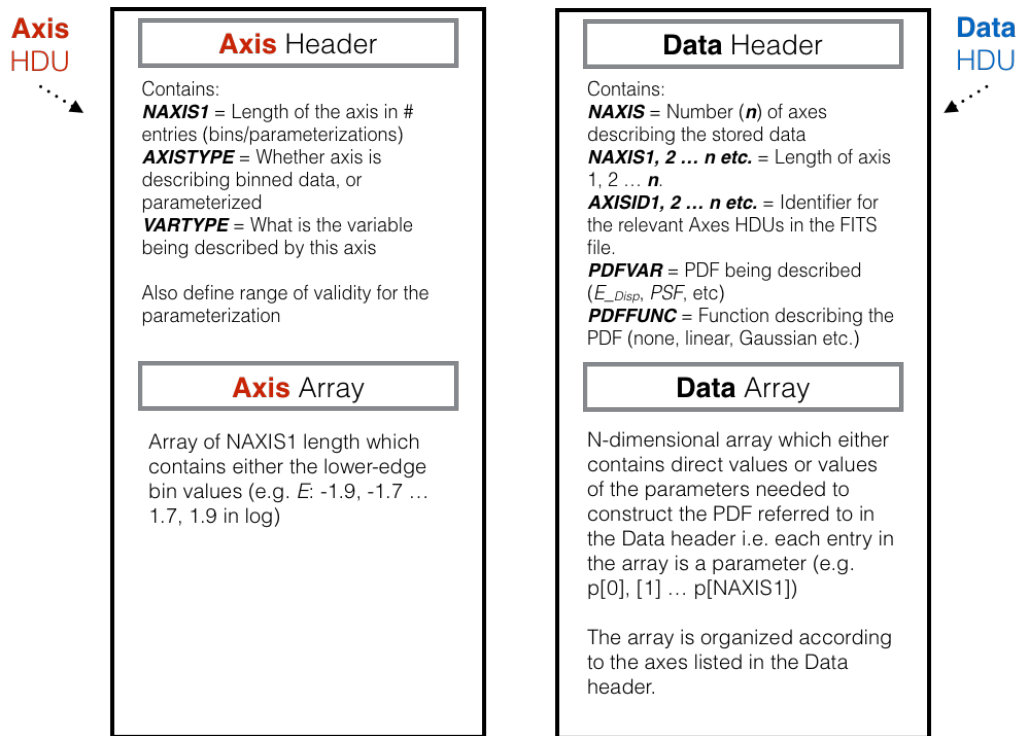 Axis
HDU
Axis Header
Contains:
NAXIS1 = Length of the axis in #
entries (bins/parameterizations)
AXISTYPE = Whether axis is
describing binned data, or
parameterized
VARTYPE = What is the variable
being described by this axis
Also define range of validity for the
parameterization
Axis Array
Array of NAXIS1 length which
contains either the lower-edge
bin values (e.g. E: -1.9, -1.7 …
1.7, 1.9 in log)
Data
HDU
Data Header
Contains:
NAXIS = Number (n) of axes
describing the stored data
NAXIS1, 2 ... n etc. = Length of axis
1, 2 … n.
AXISID1, 2 ... n etc. = Identifier for
the relevant Axes HDUs in the FITS
file.
PDFVAR = PDF being described
(E_Disp, PSF, etc)
PDFFUNC = Function describing the
PDF (none, linear, Gaussian etc.)
Data Array
N-dimensional array which either
contains direct values or values
of the parameters needed to
construct the PDF referred to in
the Data header i.e. each entry in
the array is a parameter (e.g.
p[0], [1] … p[NAXIS1])
The array is organized according
to the axes listed in the Data
header.